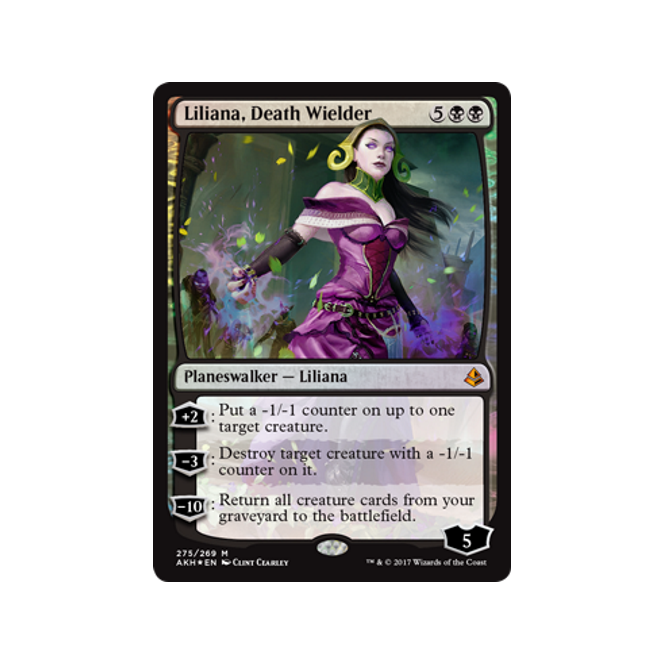 Liliana, Death Wielder 5
Planeswalker — Liliana
+2: Put a -1/-1 counter on up to one
target creature.
-3: Destroy target creature with a -1/-1
counter on it.
-10: Return all creature cards from your
graveyard to the battlefield.
5
275/269 M
AKH★EN Clint Cearley
™ & © 2017 Wizards of the Coast